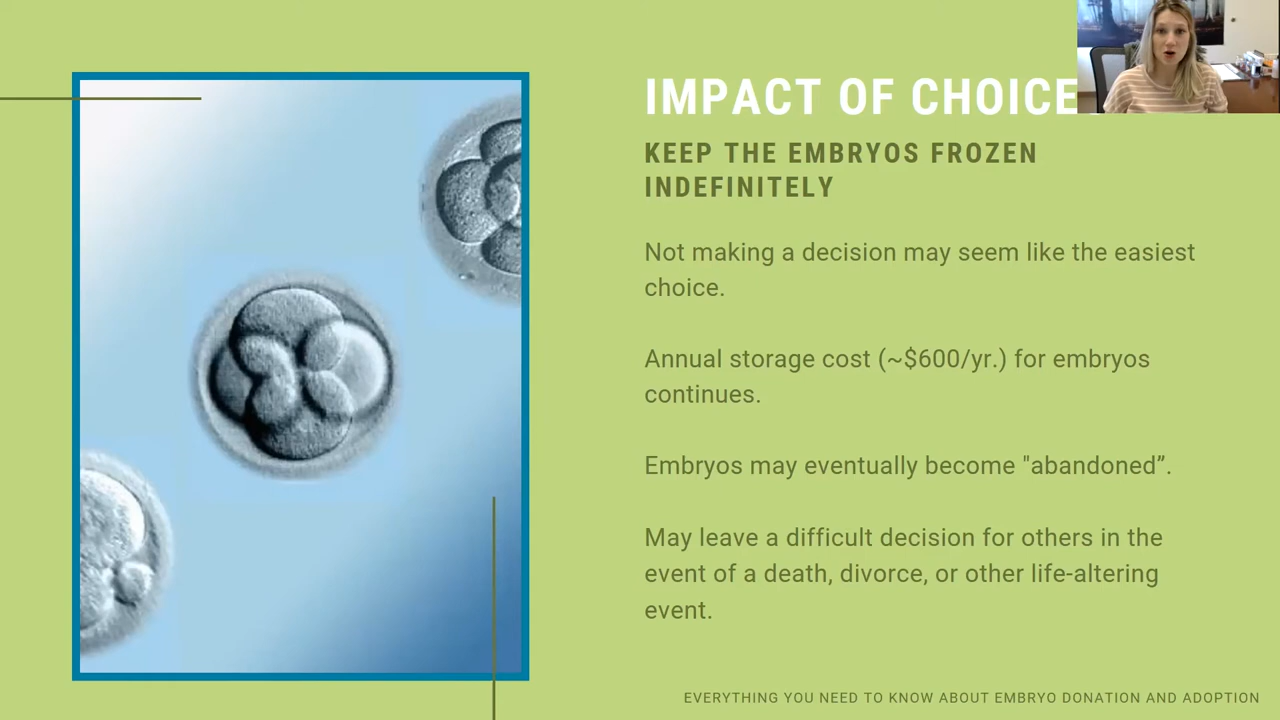 IMPACT OF CHOICE
KEEP THE EMBRYOS FROZEN
INDEFINITELY
Not making a decision may seem like the easiest
choice.
Annual storage cost (~$600/yr.) for embryos
continues.
Embryos may eventually become "abandoned”.
May leave a difficult decision for others in the
event of a death, divorce, or other life-altering
event.
EVERYTHING YOU NEED TO KNOW ABOUT EMBRYO DONATION AND ADOPTION